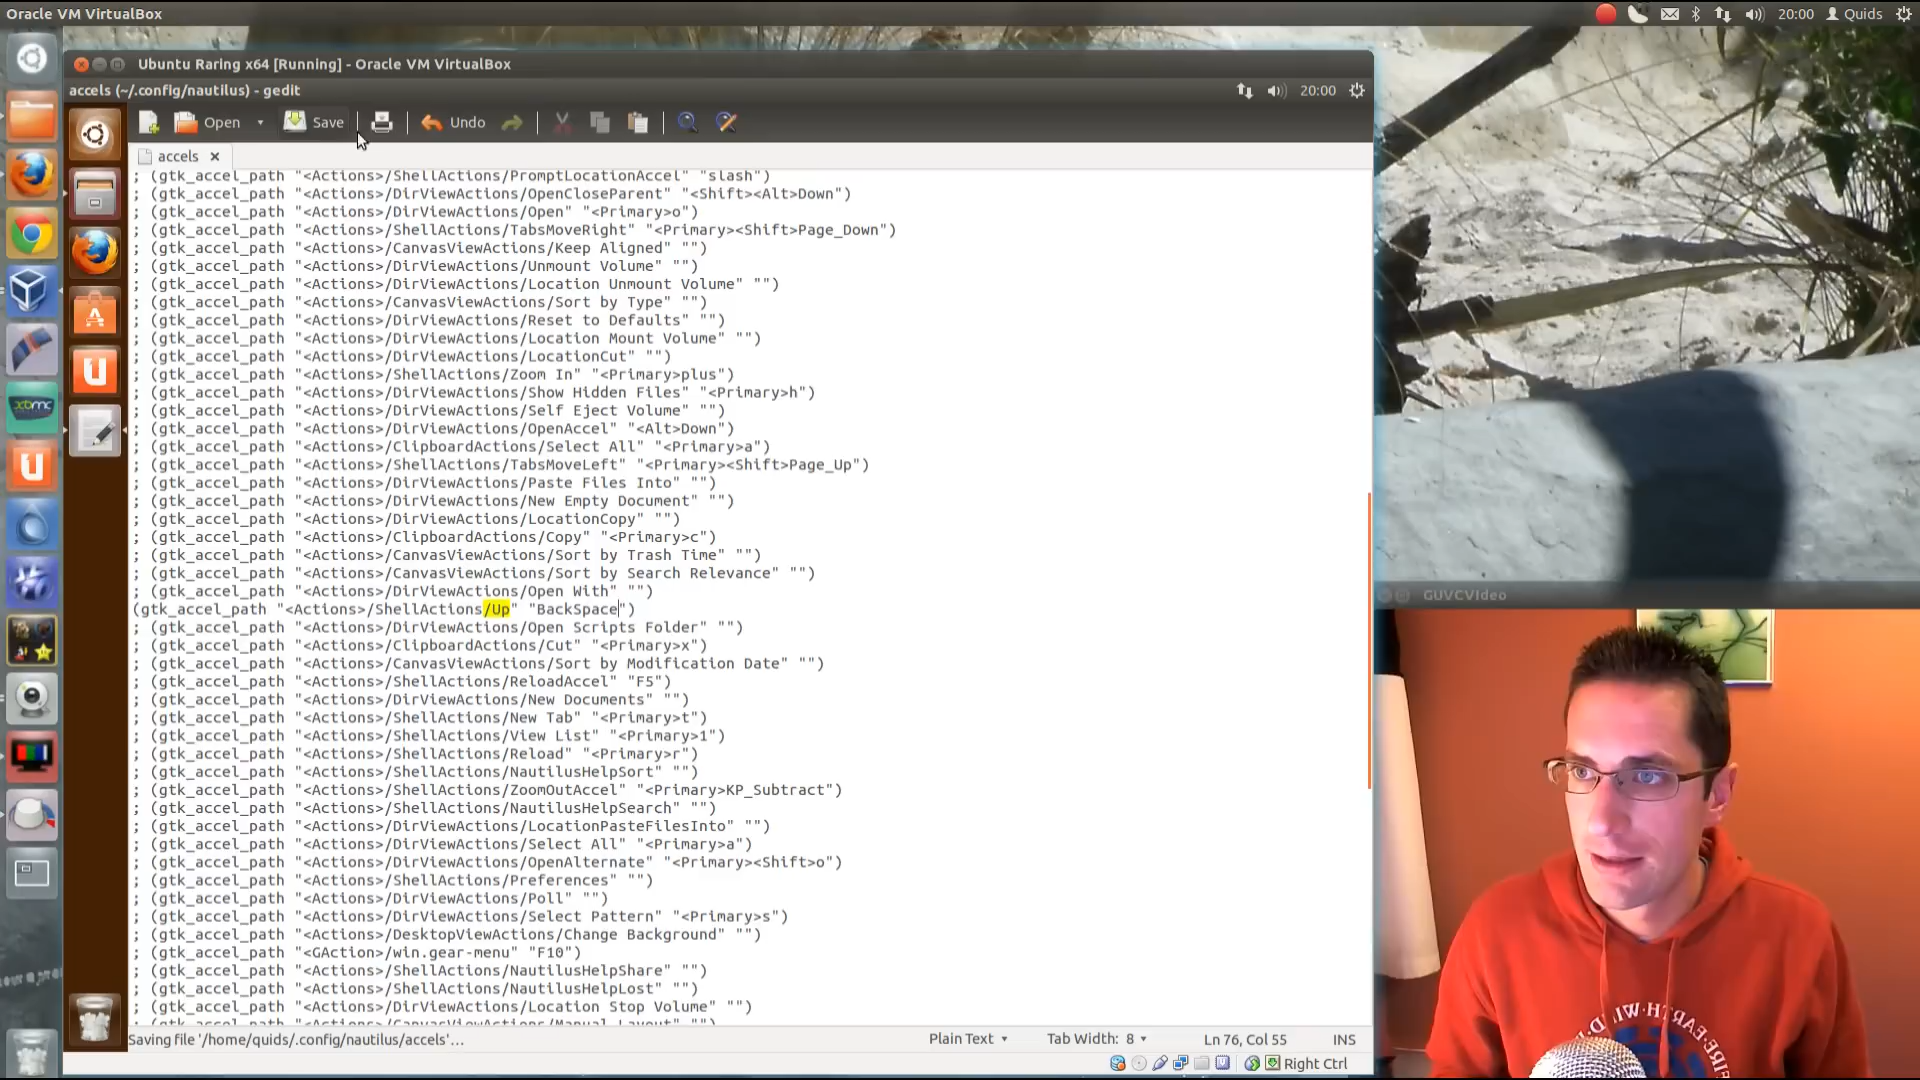 Oracle VM VirtualBox
20:00 Quids
Ubuntu Raring x64 [Running] - Oracle VM VirtualBox
accels (~/.config/nautilus) - gedit
20:00
Open Save Undo
accels
; (gtk_accel_path "<Actions>/ShellActions/PromptLocationAccel" "slash")
; (gtk_accel_path "<Actions>/DirViewActions/OpenCloseParent" "<Shift><Alt>Down")
; (gtk_accel_path "<Actions>/DirViewActions/Open" "<Primary>o")
; (gtk_accel_path "<Actions>/ShellActions/TabsMoveRight" "<Primary><Shift>Page_Down")
; (gtk_accel_path "<Actions>/CanvasViewActions/Keep Aligned" "")
; (gtk_accel_path "<Actions>/DirViewActions/Unmount Volume" "")
; (gtk_accel_path "<Actions>/DirViewActions/Location Unmount Volume" "")
; (gtk_accel_path "<Actions>/CanvasViewActions/Sort by Type" "")
; (gtk_accel_path "<Actions>/DirViewActions/Reset to Defaults" "")
; (gtk_accel_path "<Actions>/DirViewActions/Location Mount Volume" "")
; (gtk_accel_path "<Actions>/DirViewActions/LocationCut" "")
; (gtk_accel_path "<Actions>/ShellActions/Zoom In" "<Primary>plus")
; (gtk_accel_path "<Actions>/DirViewActions/Show Hidden Files" "<Primary>h")
; (gtk_accel_path "<Actions>/DirViewActions/Self Eject Volume" "")
; (gtk_accel_path "<Actions>/DirViewActions/OpenAccel" "<Alt>Down")
; (gtk_accel_path "<Actions>/ClipboardActions/Select All" "<Primary>a")
; (gtk_accel_path "<Actions>/ShellActions/TabsMoveLeft" "<Primary><Shift>Page_Up")
; (gtk_accel_path "<Actions>/DirViewActions/Paste Files Into" "")
; (gtk_accel_path "<Actions>/DirViewActions/New Empty Document" "")
; (gtk_accel_path "<Actions>/DirViewActions/LocationCopy" "")
; (gtk_accel_path "<Actions>/ClipboardActions/Copy" "<Primary>c")
; (gtk_accel_path "<Actions>/CanvasViewActions/Sort by Trash Time" "")
; (gtk_accel_path "<Actions>/CanvasViewActions/Sort by Search Relevance" "")
; (gtk_accel_path "<Actions>/DirViewActions/Open With" "")
(gtk_accel_path "<Actions>/ShellActions/Up" "BackSpace")
; (gtk_accel_path "<Actions>/DirViewActions/Open Scripts Folder" "")
; (gtk_accel_path "<Actions>/ClipboardActions/Cut" "<Primary>x")
; (gtk_accel_path "<Actions>/CanvasViewActions/Sort by Modification Date" "")
; (gtk_accel_path "<Actions>/ShellActions/ReloadAccel" "F5")
; (gtk_accel_path "<Actions>/DirViewActions/New Documents" "")
; (gtk_accel_path "<Actions>/ShellActions/New Tab" "<Primary>t")
; (gtk_accel_path "<Actions>/ShellActions/View List" "<Primary>1")
; (gtk_accel_path "<Actions>/ShellActions/Reload" "<Primary>r")
; (gtk_accel_path "<Actions>/ShellActions/NautilusHelpSort" "")
; (gtk_accel_path "<Actions>/ShellActions/ZoomOutAccel" "<Primary>KP_Subtract")
; (gtk_accel_path "<Actions>/ShellActions/NautilusHelpSearch" "")
; (gtk_accel_path "<Actions>/DirViewActions/LocationPasteFilesInto" "")
; (gtk_accel_path "<Actions>/DirViewActions/Select All" "<Primary>a")
; (gtk_accel_path "<Actions>/DirViewActions/OpenAlternate" "<Primary><Shift>o")
; (gtk_accel_path "<Actions>/ShellActions/Preferences" "")
; (gtk_accel_path "<Actions>/DirViewActions/Poll" "")
; (gtk_accel_path "<Actions>/DirViewActions/Select Pattern" "<Primary>s")
; (gtk_accel_path "<Actions>/DesktopViewActions/Change Background" "")
; (gtk_accel_path "<GAction>/win.gear-menu" "F10")
; (gtk_accel_path "<Actions>/ShellActions/NautilusHelpShare" "")
; (gtk_accel_path "<Actions>/ShellActions/NautilusHelpLost" "")
; (gtk_accel_path "<Actions>/DirViewActions/Location Stop Volume" "")
; (gtk_accel_path "<Actions>/CanvasViewActions/Manual Layout" "")
Saving file '/home/quids/.config/nautilus/accels'... Plain Text Tab Width: 8 Ln 76, Col 55 INS
Right Ctrl
GUVCVideo
xbmc